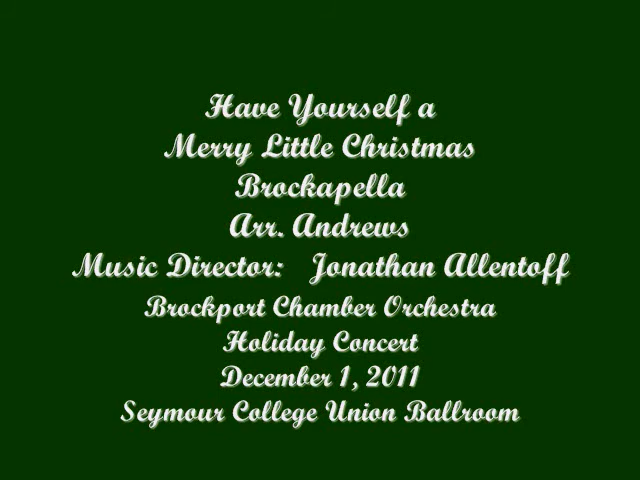 Have Yourself a
Merry Little Christmas
Brockapella
Arr. Andrews
Music Director: Jonathan Allentoff
Brockport Chamber Orchestra
Holiday Concert
December 1, 2011
Seymour College Union Ballroom